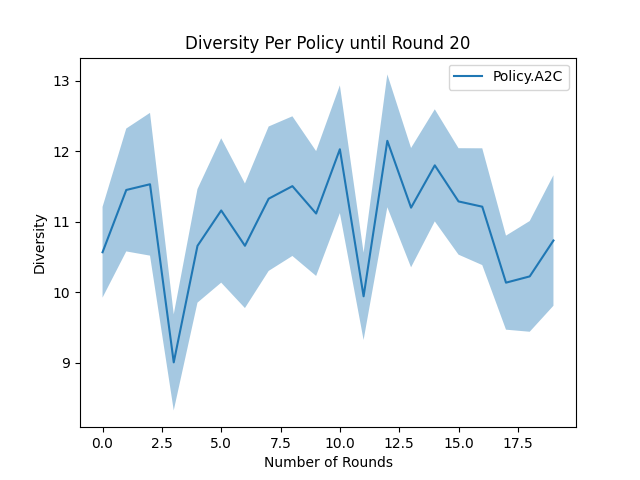 Diversity Per Policy until Round 20
Policy.A2C
13
12
11
10
9
Diversity
0.0 2.5 5.0 7.5 10.0 12.5 15.0 17.5
Number of Rounds